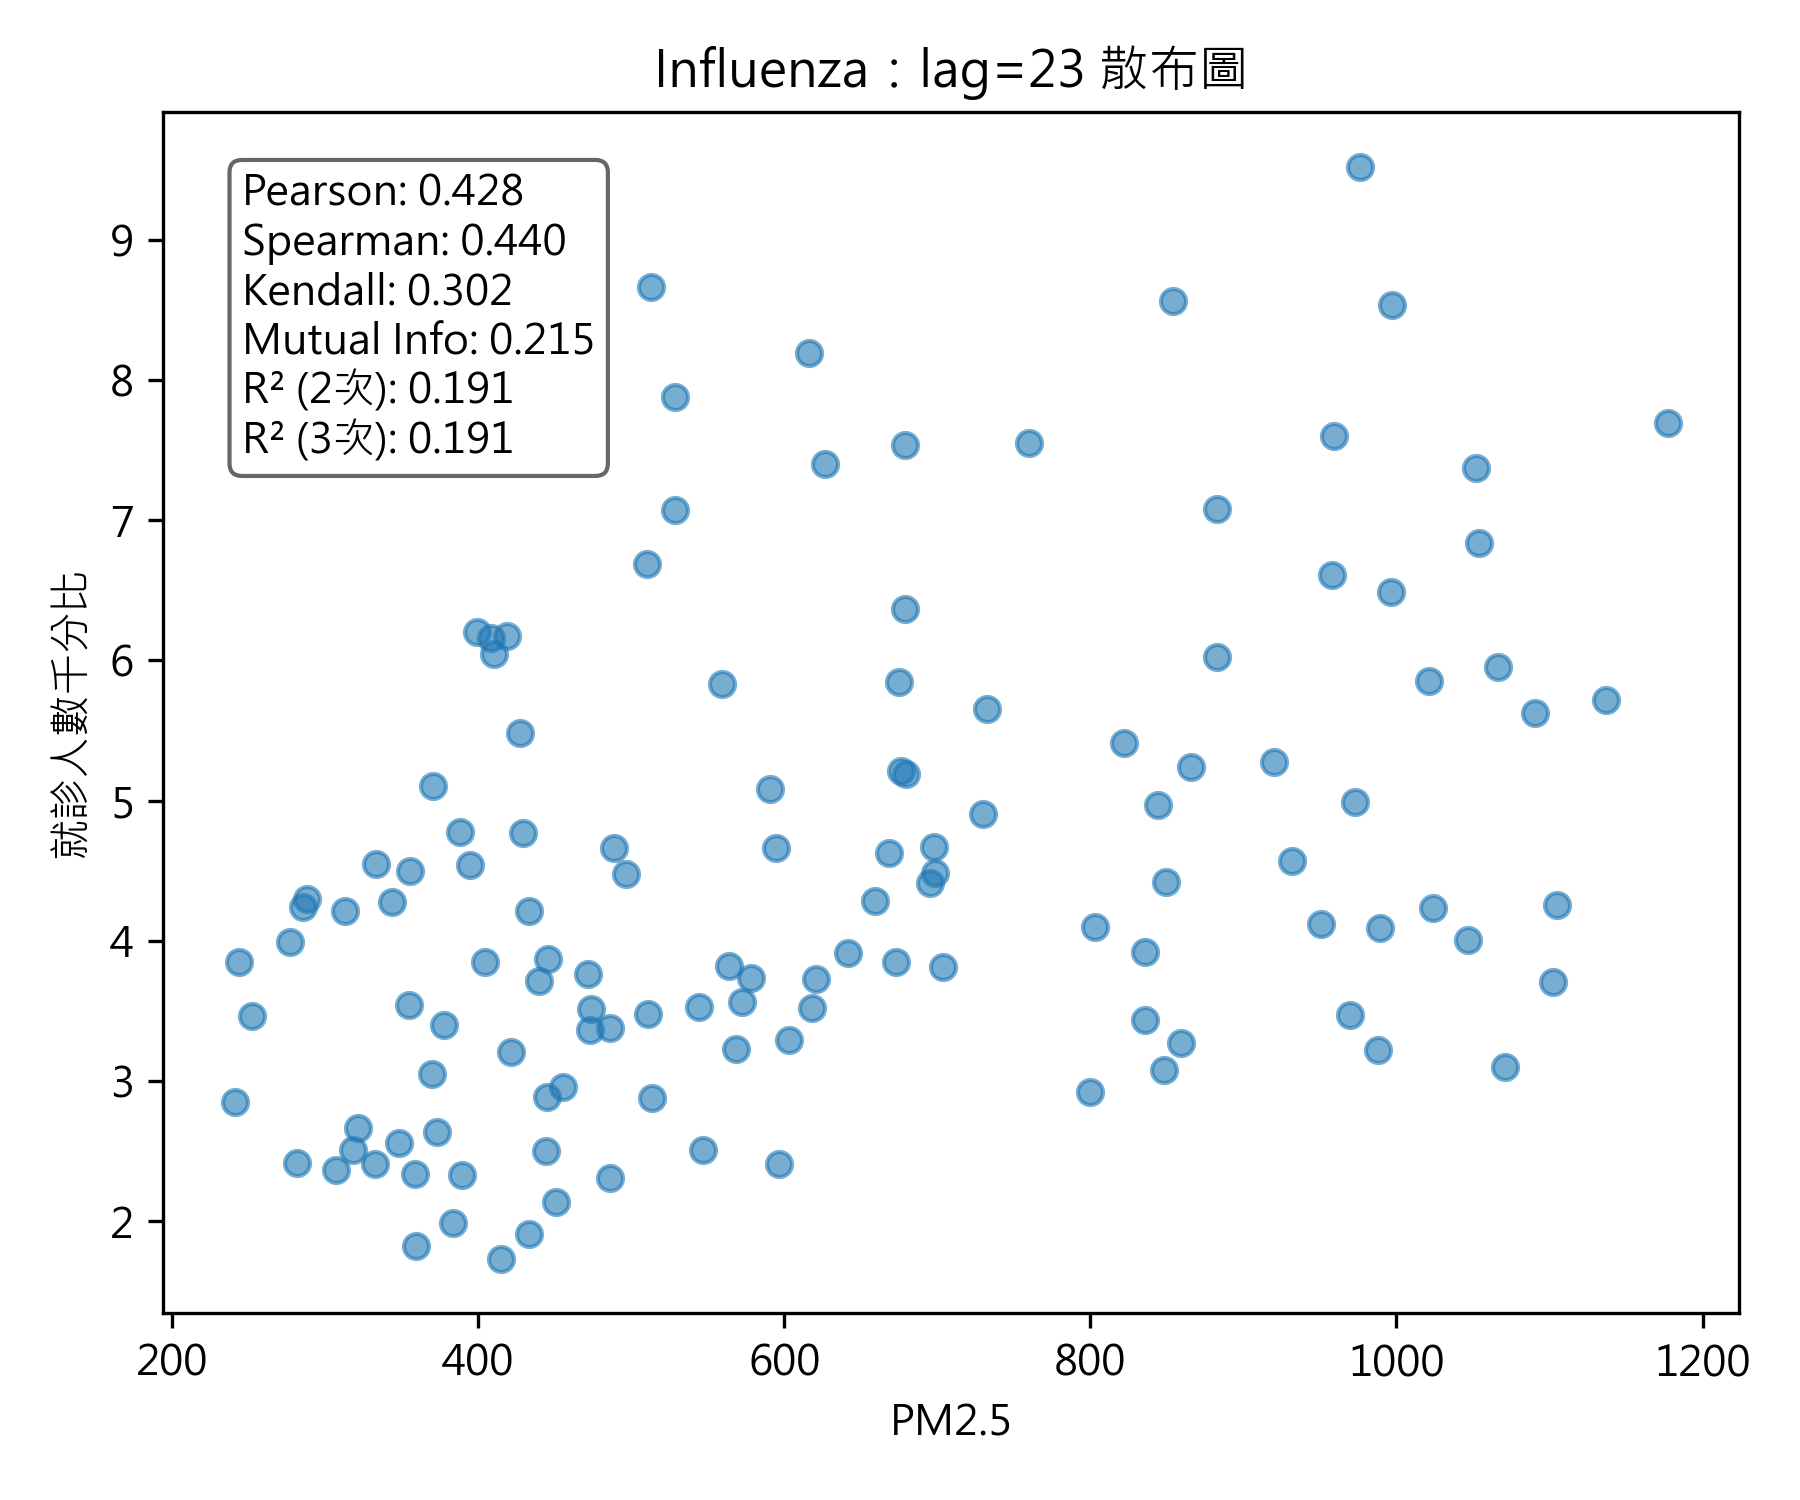 Influenza：lag=23 散布圖
Pearson: 0.428
Spearman: 0.440
Kendall: 0.302
Mutual Info: 0.215
R² (2次): 0.191
R² (3次): 0.191
就診人數千分比
9
8
7
6
5
4
3
2
200 400 600 800 1000 1200
PM2.5